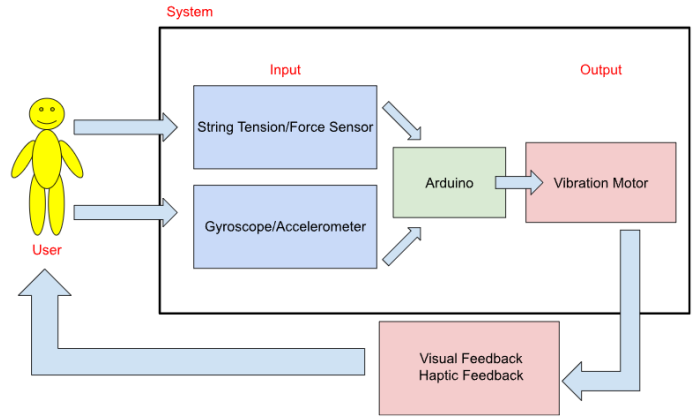 System
Input
Output
String Tension/Force Sensor
Arduino
Vibration Motor
Gyroscope/Accelerometer
User
Visual Feedback
Haptic Feedback